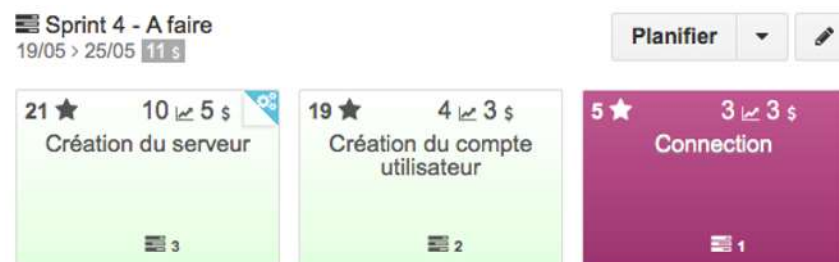 Sprint 4 - A faire
19/05 > 25/05 11 $
Planifier
21 10 5 $
Création du serveur
3
19 4 3 $
Création du compte
utilisateur
2
5 3 3 $
Connection
1